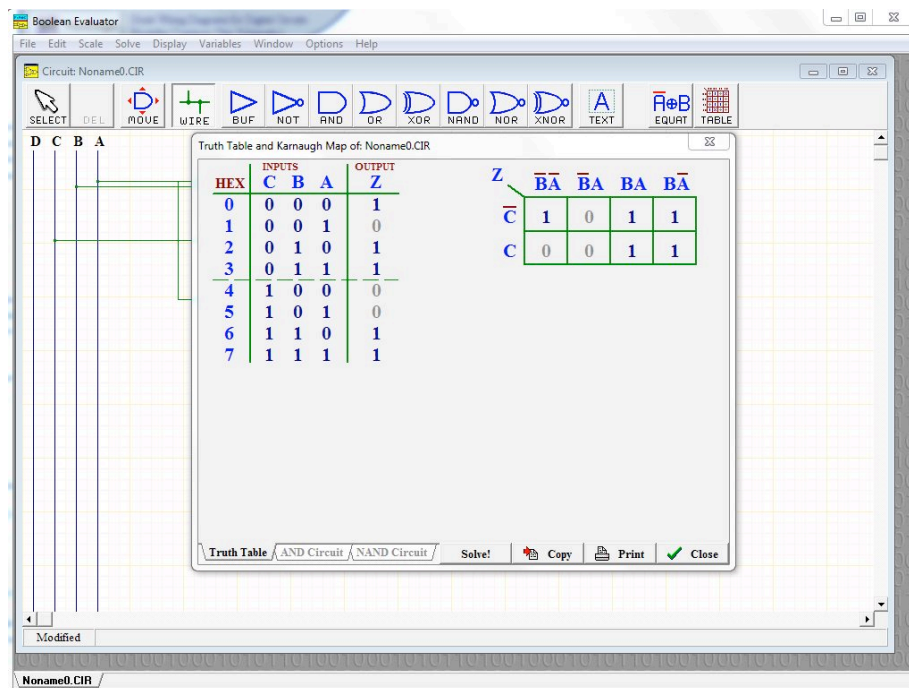 Boolean Evaluator
File Edit Scale Solve Display Variables Window Options Help
Circuit: Noname0.CIR
SELECT DEL MOVE WIRE BUF NOT AND OR XOR NAND NOR XNOR A TEXT A̅⊕B EQUAT TABLE
D C B A
Truth Table and Karnaugh Map of: Noname0.CIR
INPUTS OUTPUT
HEX C B A Z
0 0 0 0 1
1 0 0 1 0
2 0 1 0 1
3 0 1 1 1
4 1 0 0 0
5 1 0 1 0
6 1 1 0 1
7 1 1 1 1
Z B̅A̅ B̅A BA BA̅
C̅ 1 0 1 1
C 0 0 1 1
Truth Table AND Circuit NAND Circuit Solve! Copy Print Close
Modified
Noname0.CIR